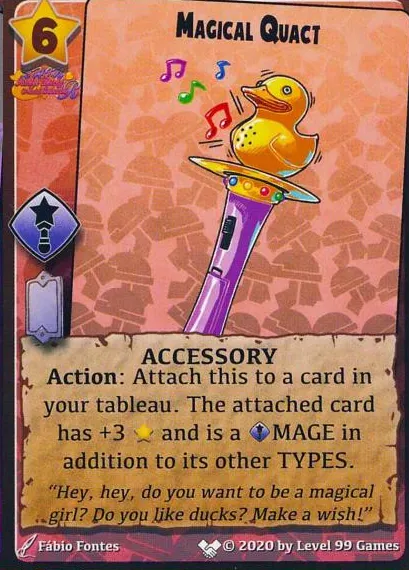 6
MAGICAL QUACT
ACCESSORY
Action: Attach this to a card in
your tableau. The attached card
has +3 and is a MAGE in
addition to its other TYPES.
“Hey, hey, do you want to be a magical
girl? Do you like ducks? Make a wish!”
Fábio Fontes
© 2020 by Level 99 Games